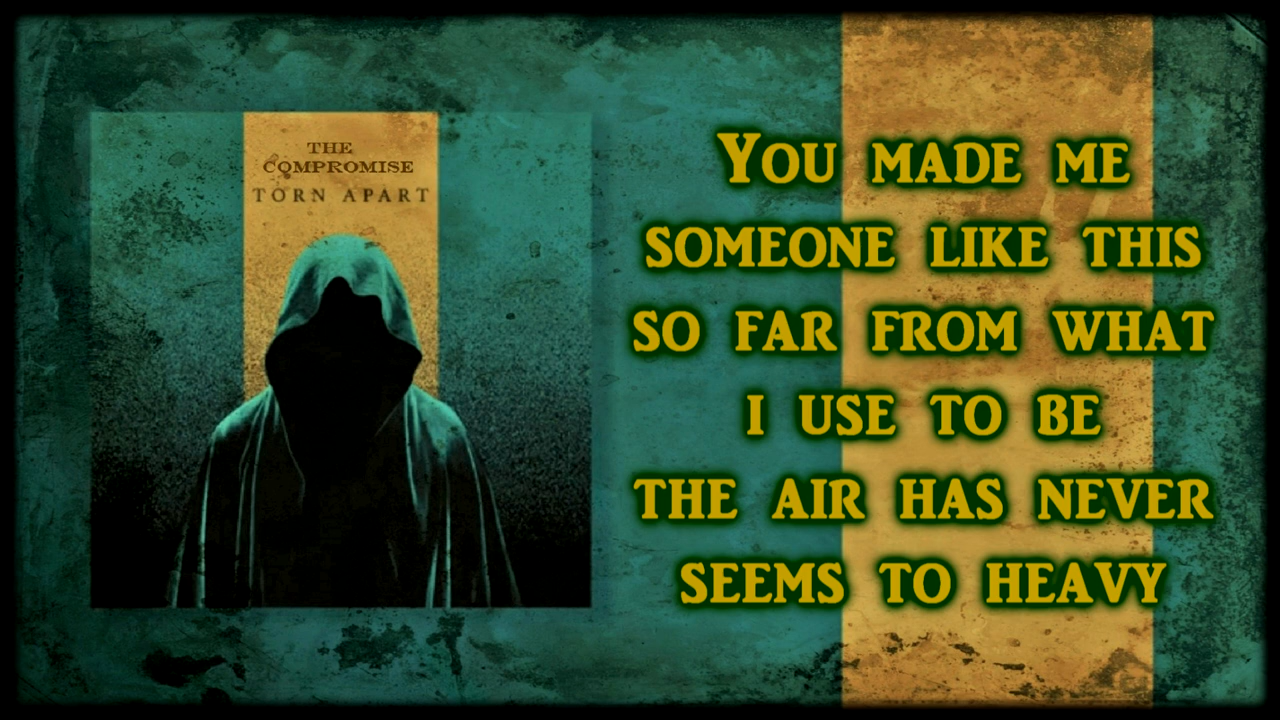 THE
COMPROMISE
TORN APART
YOU MADE ME
SOMEONE LIKE THIS
SO FAR FROM WHAT
I USE TO BE
THE AIR HAS NEVER
SEEMS TO HEAVY